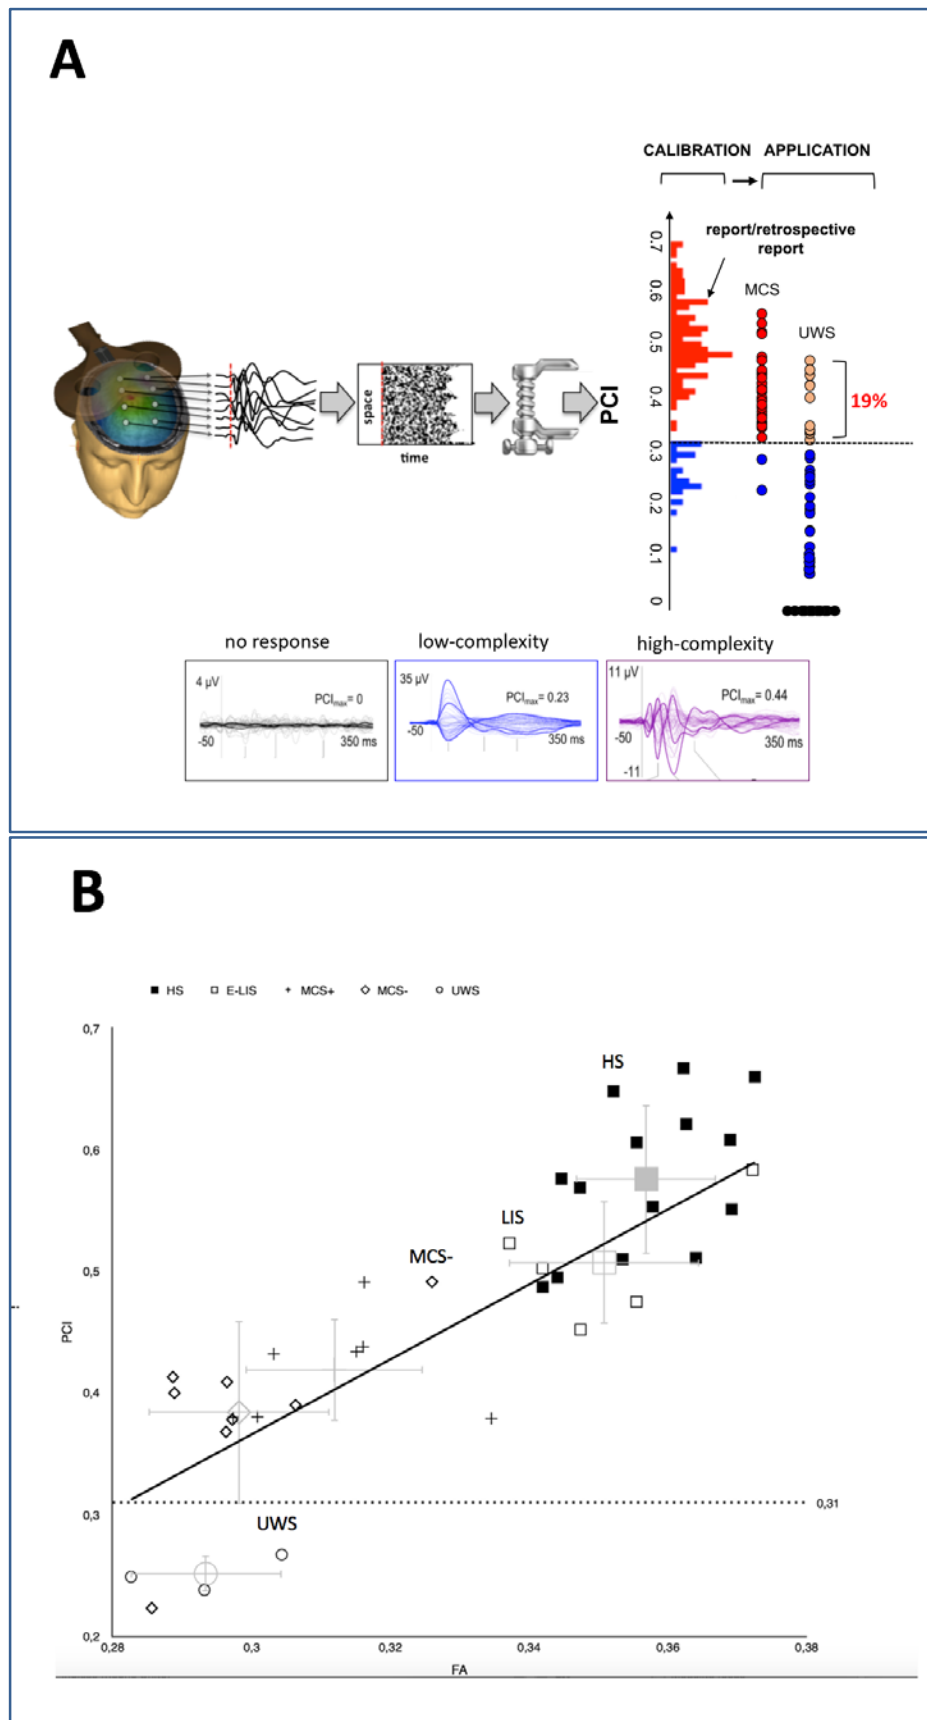 A
CALIBRATION APPLICATION
report/retrospective
report
MCS
UWS
0.7
0.6
0.5
0.4
0.3
0.2
0.1
0
19%
space
time
PCI
no response
low-complexity
high-complexity
4 µV
PCImax= 0
-50
350 ms
35 µV
PCImax= 0.23
-50
350 ms
11 µV
PCImax= 0.44
-50
350 ms
-11
B
HS E-LIS MCS+ MCS- UWS
0,7
0,6
0,5
0,4
0,3
0,2
PCI
HS
LIS
MCS-
UWS
0,31
0,28 0,3 0,32 0,34 0,36 0,38
FA